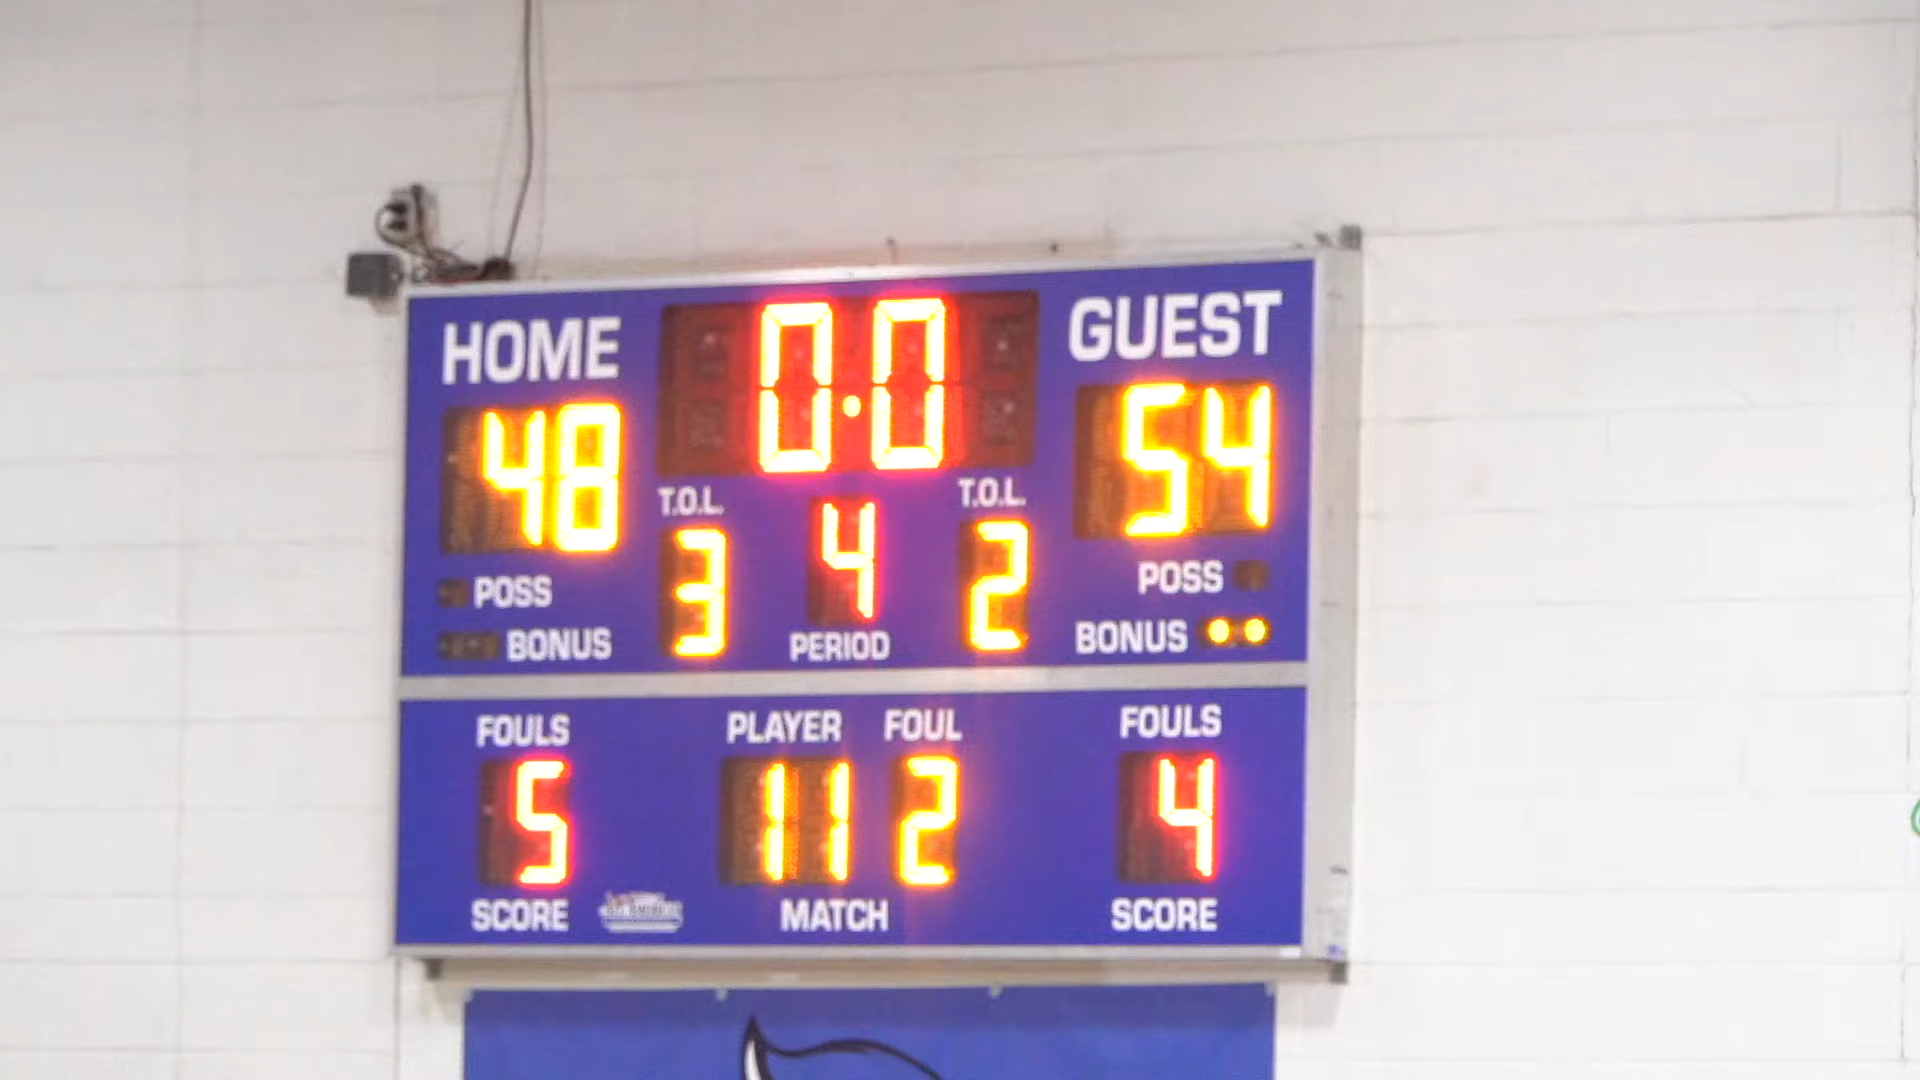 HOME 0.0 GUEST
48 54
T.O.L. T.O.L.
3 4 2
POSS POSS
BONUS PERIOD BONUS
FOULS PLAYER FOUL FOULS
5 11 2 4
SCORE MATCH SCORE